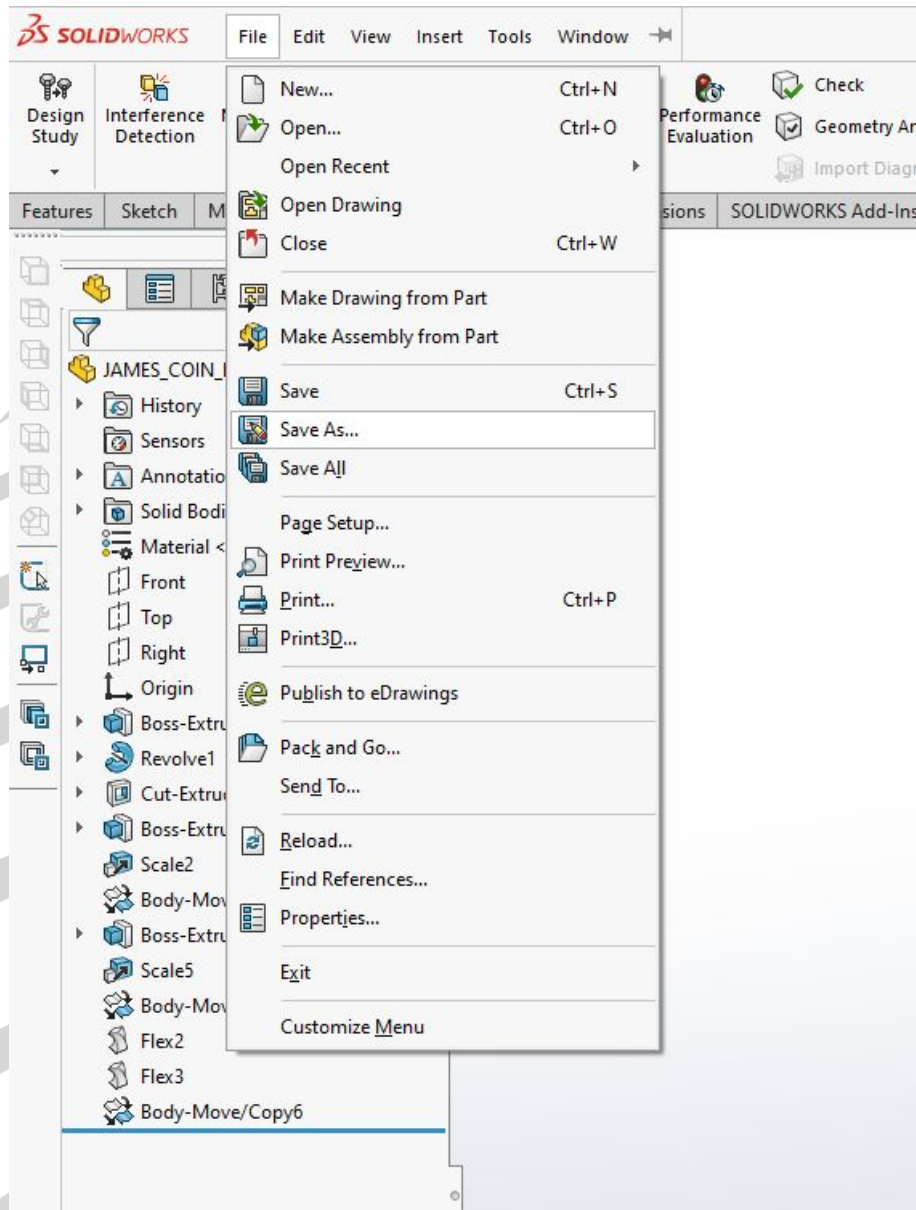 SOLIDWORKS File Edit View Insert Tools Window
Design Study
Interference Detection
Performance Evaluation
Check
Geometry
Import
Features Sketch
SOLIDWORKS Add-Ins
New... Ctrl+N
Open... Ctrl+O
Open Recent
Open Drawing
Close Ctrl+W
Make Drawing from Part
Make Assembly from Part
Save Ctrl+S
Save As...
Save All
Page Setup...
Print Preview...
Print... Ctrl+P
Print3D...
Publish to eDrawings
Pack and Go...
Send To...
Reload...
Find References...
Properties...
Exit
Customize Menu
JAMES_COIN_
History
Sensors
Annotatio
Solid Bodi
Material <
Front
Top
Right
Origin
Boss-Extru
Revolve1
Cut-Extru
Boss-Extru
Scale2
Body-Mov
Boss-Extru
Scale5
Body-Mov
Flex2
Flex3
Body-Move/Copy6